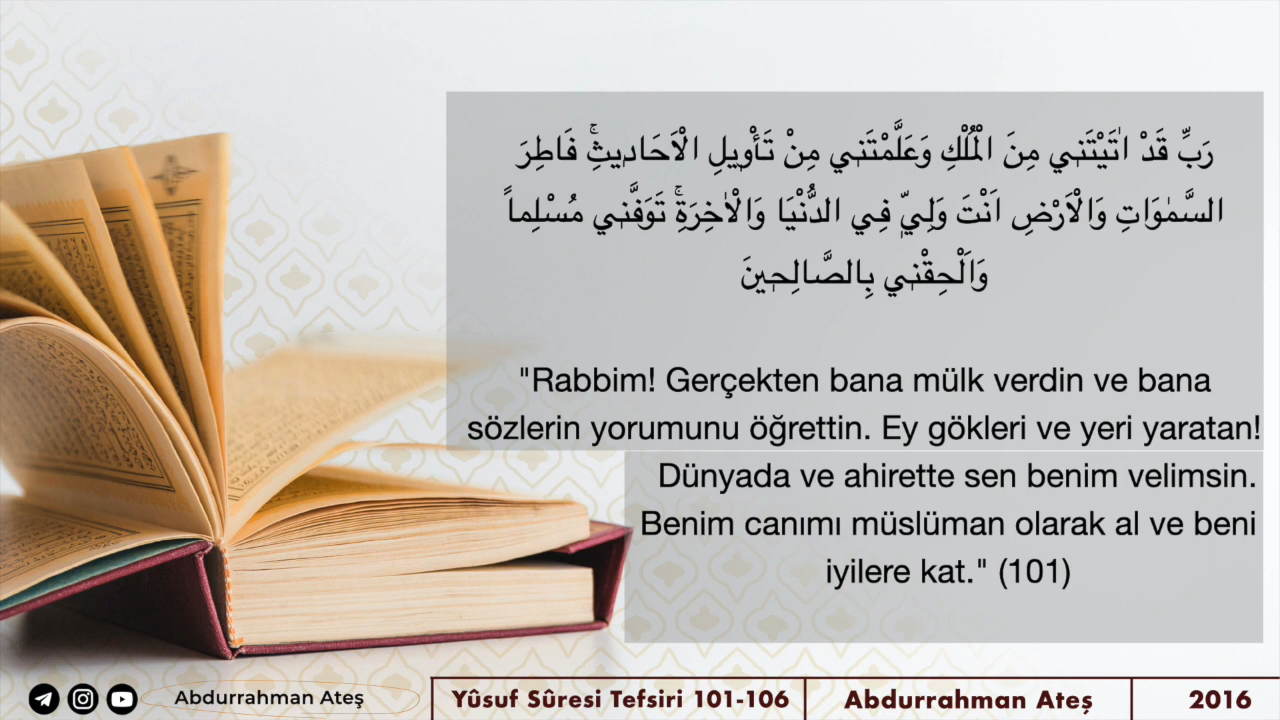 رَبِّ قَدْ اٰتَيْتَن۪ي مِنَ الْمُلْكِ وَعَلَّمْتَن۪ي مِنْ تَأْو۪يلِ الْاَحَاد۪يثِۚ فَاطِرَ
السَّمٰوَاتِ وَالْاَرْضِ اَنْتَ وَلِيّ۪ فِي الدُّنْيَا وَالْاٰخِرَةِۚ تَوَفَّن۪ي مُسْلِماً
وَاَلْحِقْن۪ي بِالصَّالِح۪ينَ
"Rabbim! Gerçekten bana mülk verdin ve bana
sözlerin yorumunu öğrettin. Ey gökleri ve yeri yaratan!
Dünyada ve ahirette sen benim velimsin.
Benim canımı müslüman olarak al ve beni
iyilere kat." (101)
Abdurrahman Ateş
Yûsuf Sûresi Tefsiri 101-106
Abdurrahman Ateş
2016